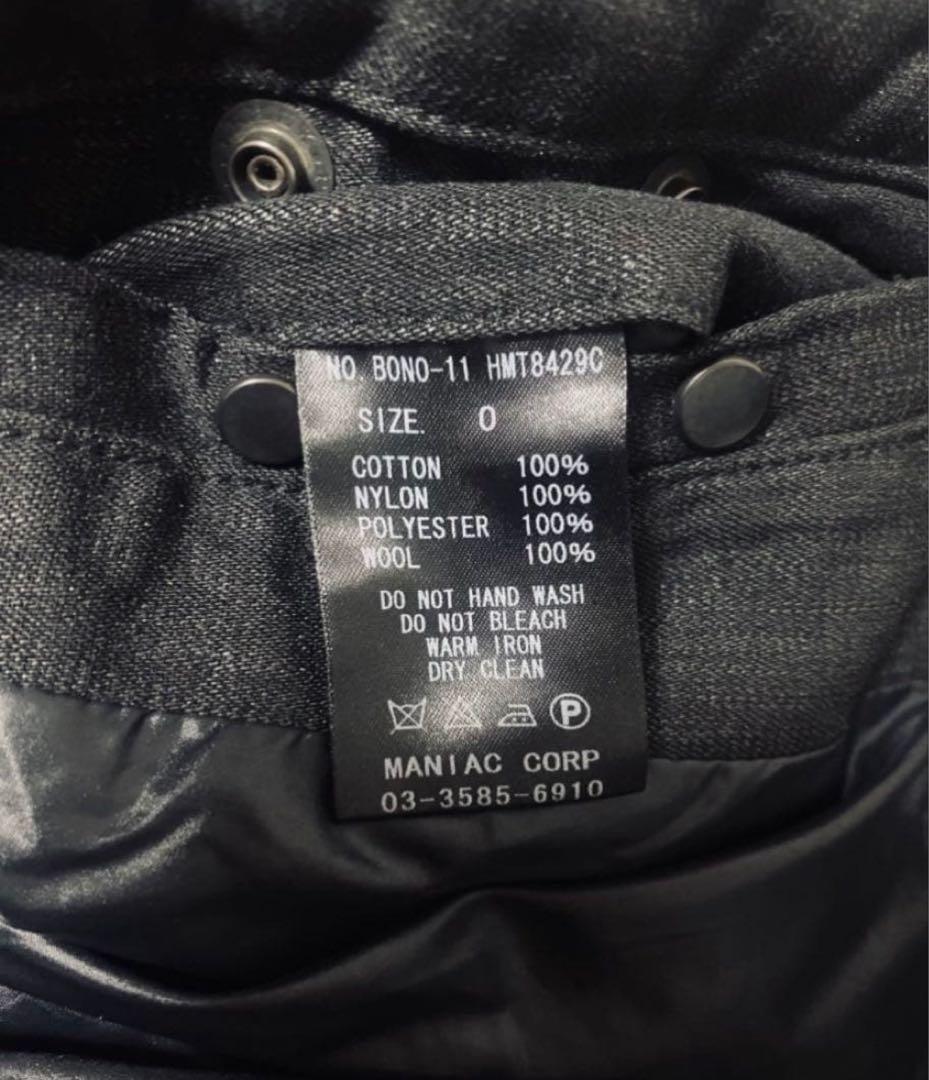 NO. BONO-11 HMT8429C
SIZE. 0
COTTON 100%
NYLON 100%
POLYESTER 100%
WOOL 100%
DO NOT HAND WASH
DO NOT BLEACH
WARM IRON
DRY CLEAN
P
MANIAC CORP
03-3585-6910